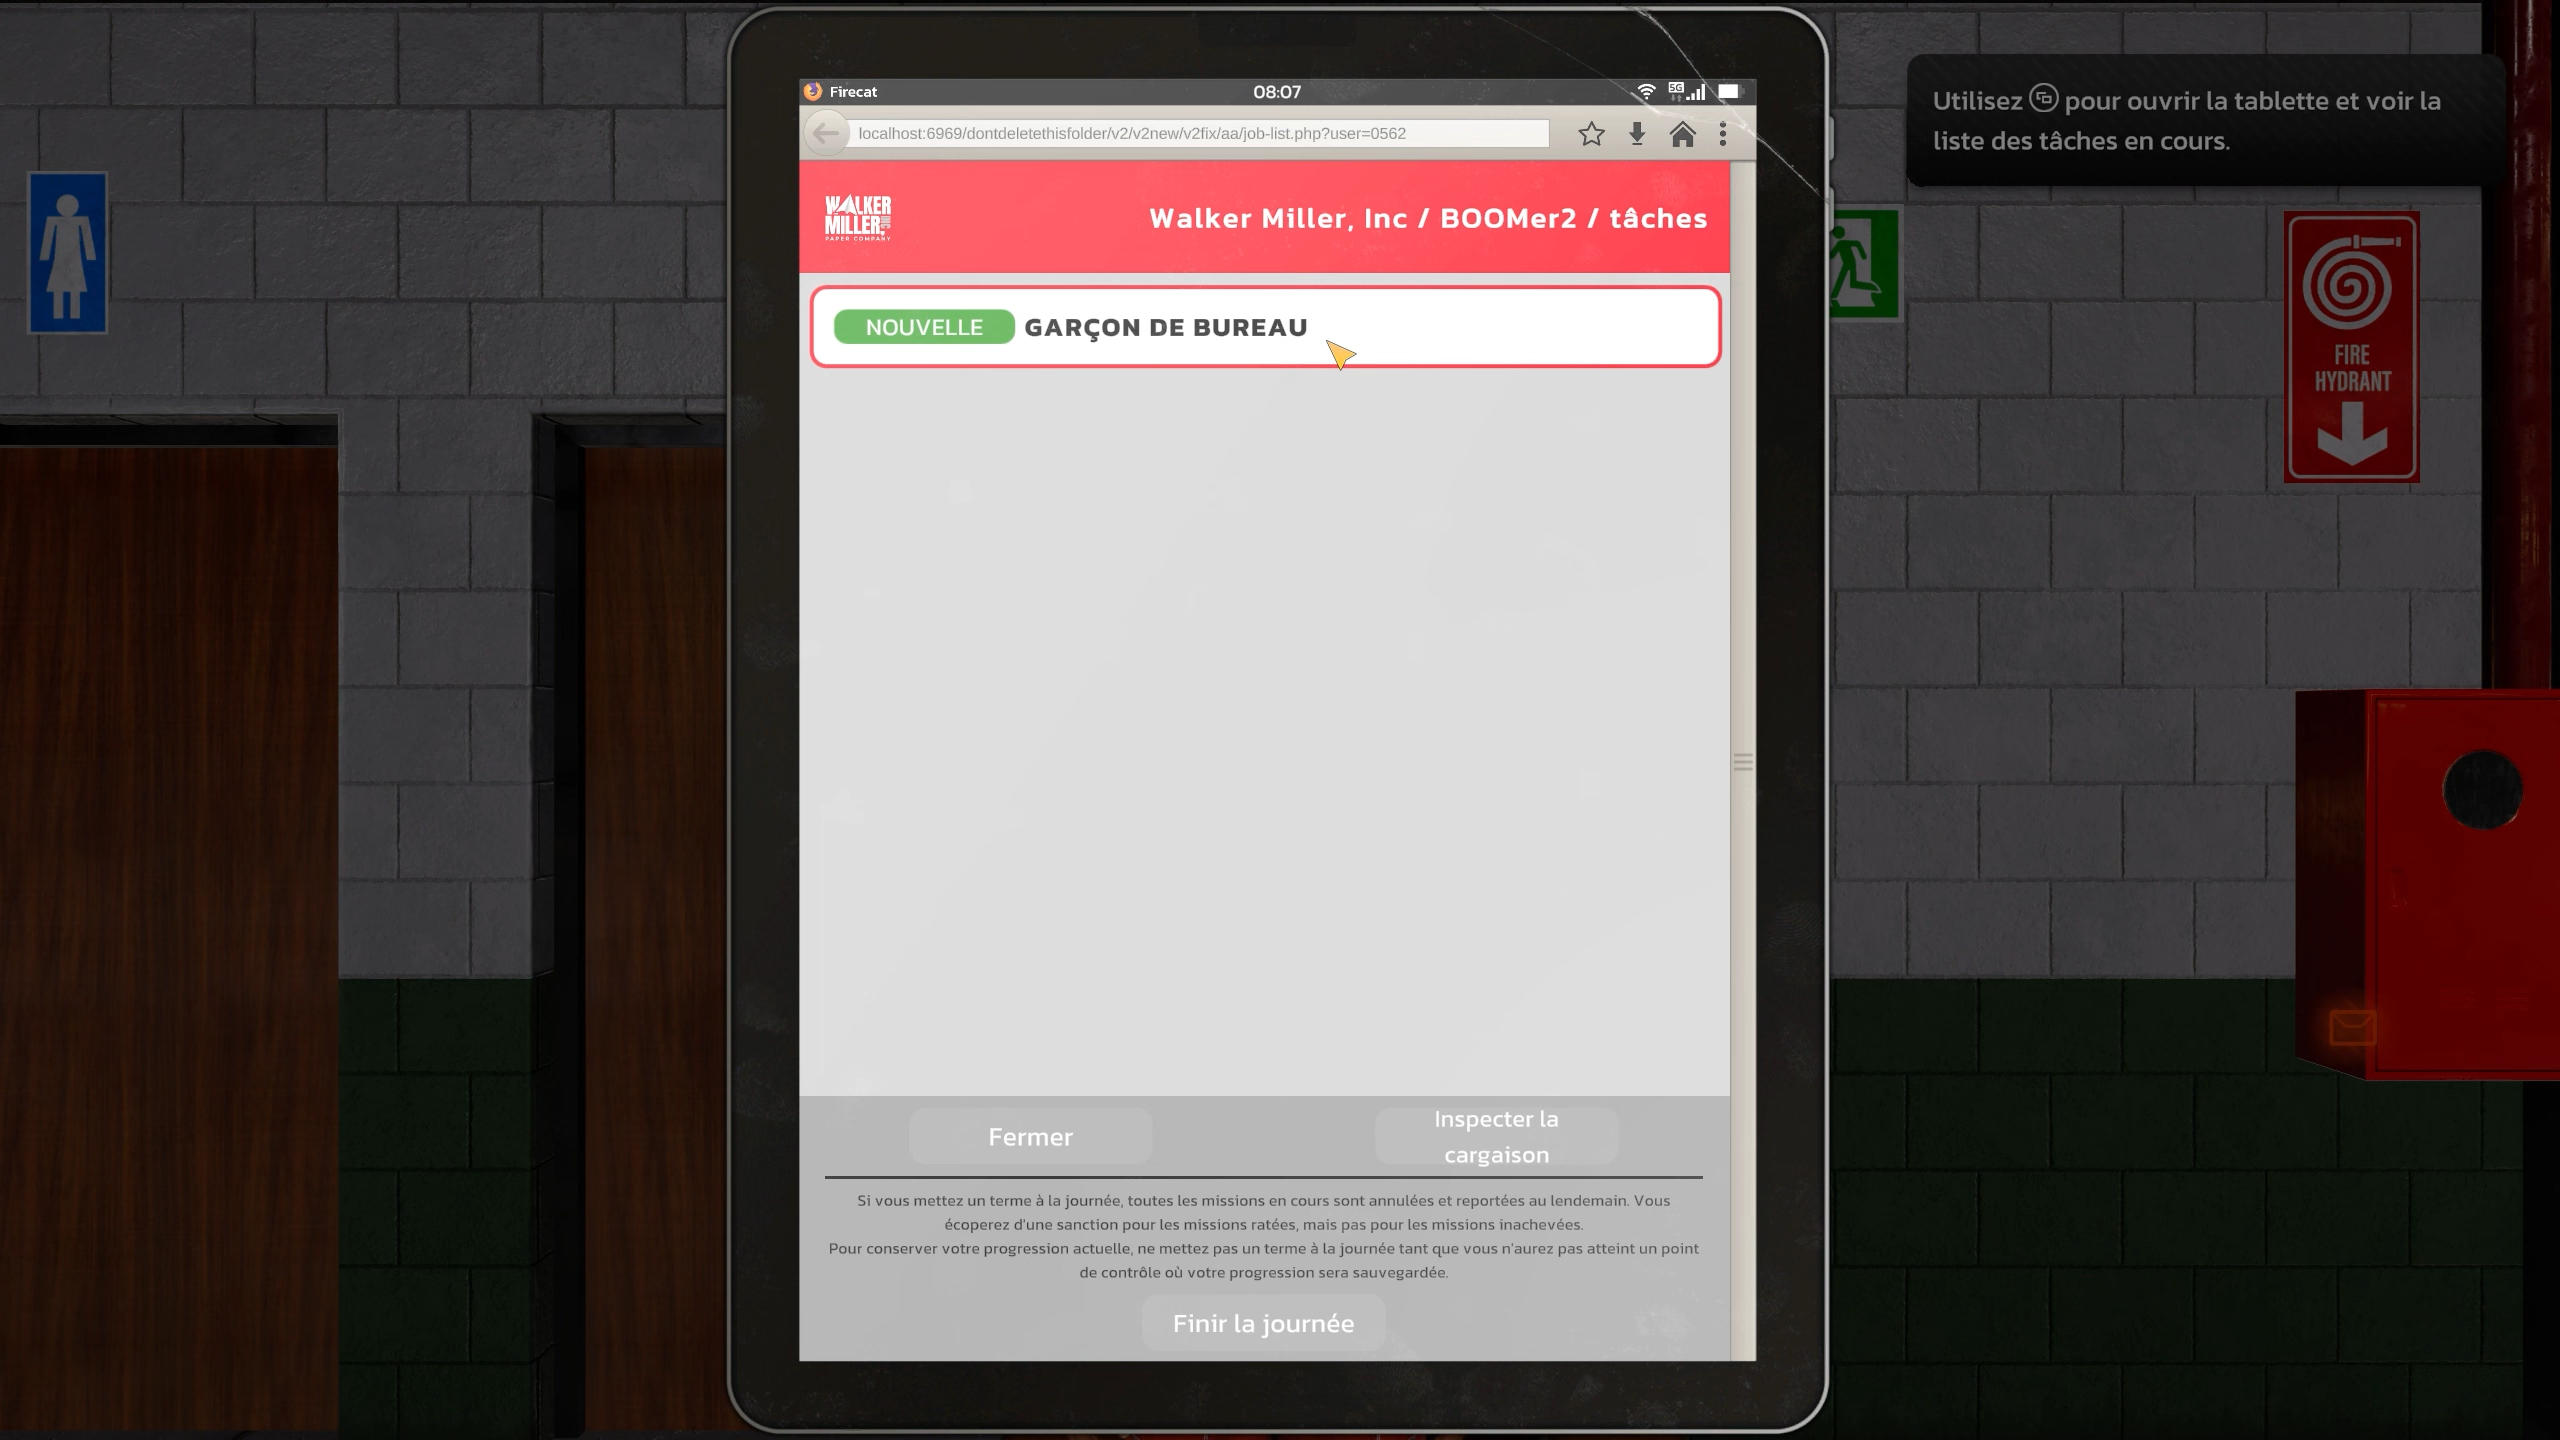 Firecat
08:07
5G
localhost:6969/dontdeletethisfolder/v2/v2new/v2fix/aa/job-list.php?user=0562
WALKER
MILLER INC
PAPER COMPANY
Walker Miller, Inc / BOOMer2 / tâches
NOUVELLE GARÇON DE BUREAU
Fermer
Inspecter la
cargaison
Si vous mettez un terme à la journée, toutes les missions en cours sont annulées et reportées au lendemain. Vous
écoperez d'une sanction pour les missions ratées, mais pas pour les missions inachevées.
Pour conserver votre progression actuelle, ne mettez pas un terme à la journée tant que vous n'aurez pas atteint un point
de contrôle où votre progression sera sauvegardée.
Finir la journée
Utilisez pour ouvrir la tablette et voir la
liste des tâches en cours.
FIRE
HYDRANT